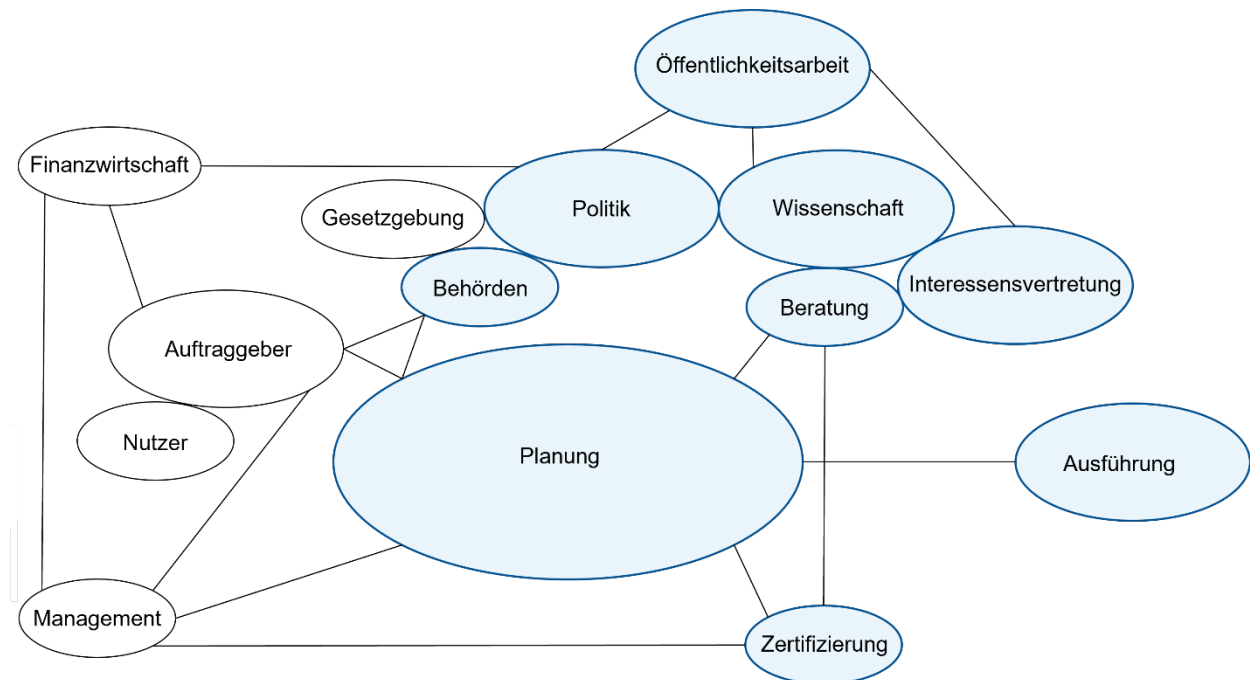 Öffentlichkeitsarbeit
Finanzwirtschaft
Gesetzgebung
Politik
Wissenschaft
Behörden
Beratung
Interessensvertretung
Auftraggeber
Nutzer
Planung
Ausführung
Management
Zertifizierung